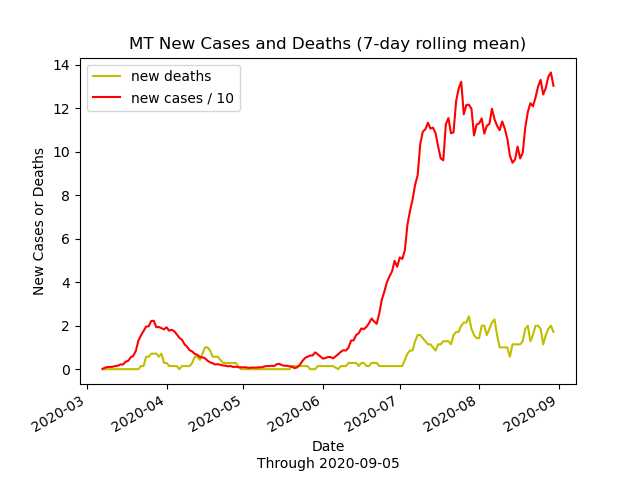 MT New Cases and Deaths (7-day rolling mean)
new deaths
new cases / 10
New Cases or Deaths
14
12
10
8
6
4
2
0
2020-03
2020-04
2020-05
2020-06
2020-07
2020-08
2020-09
Date
Through 2020-09-05